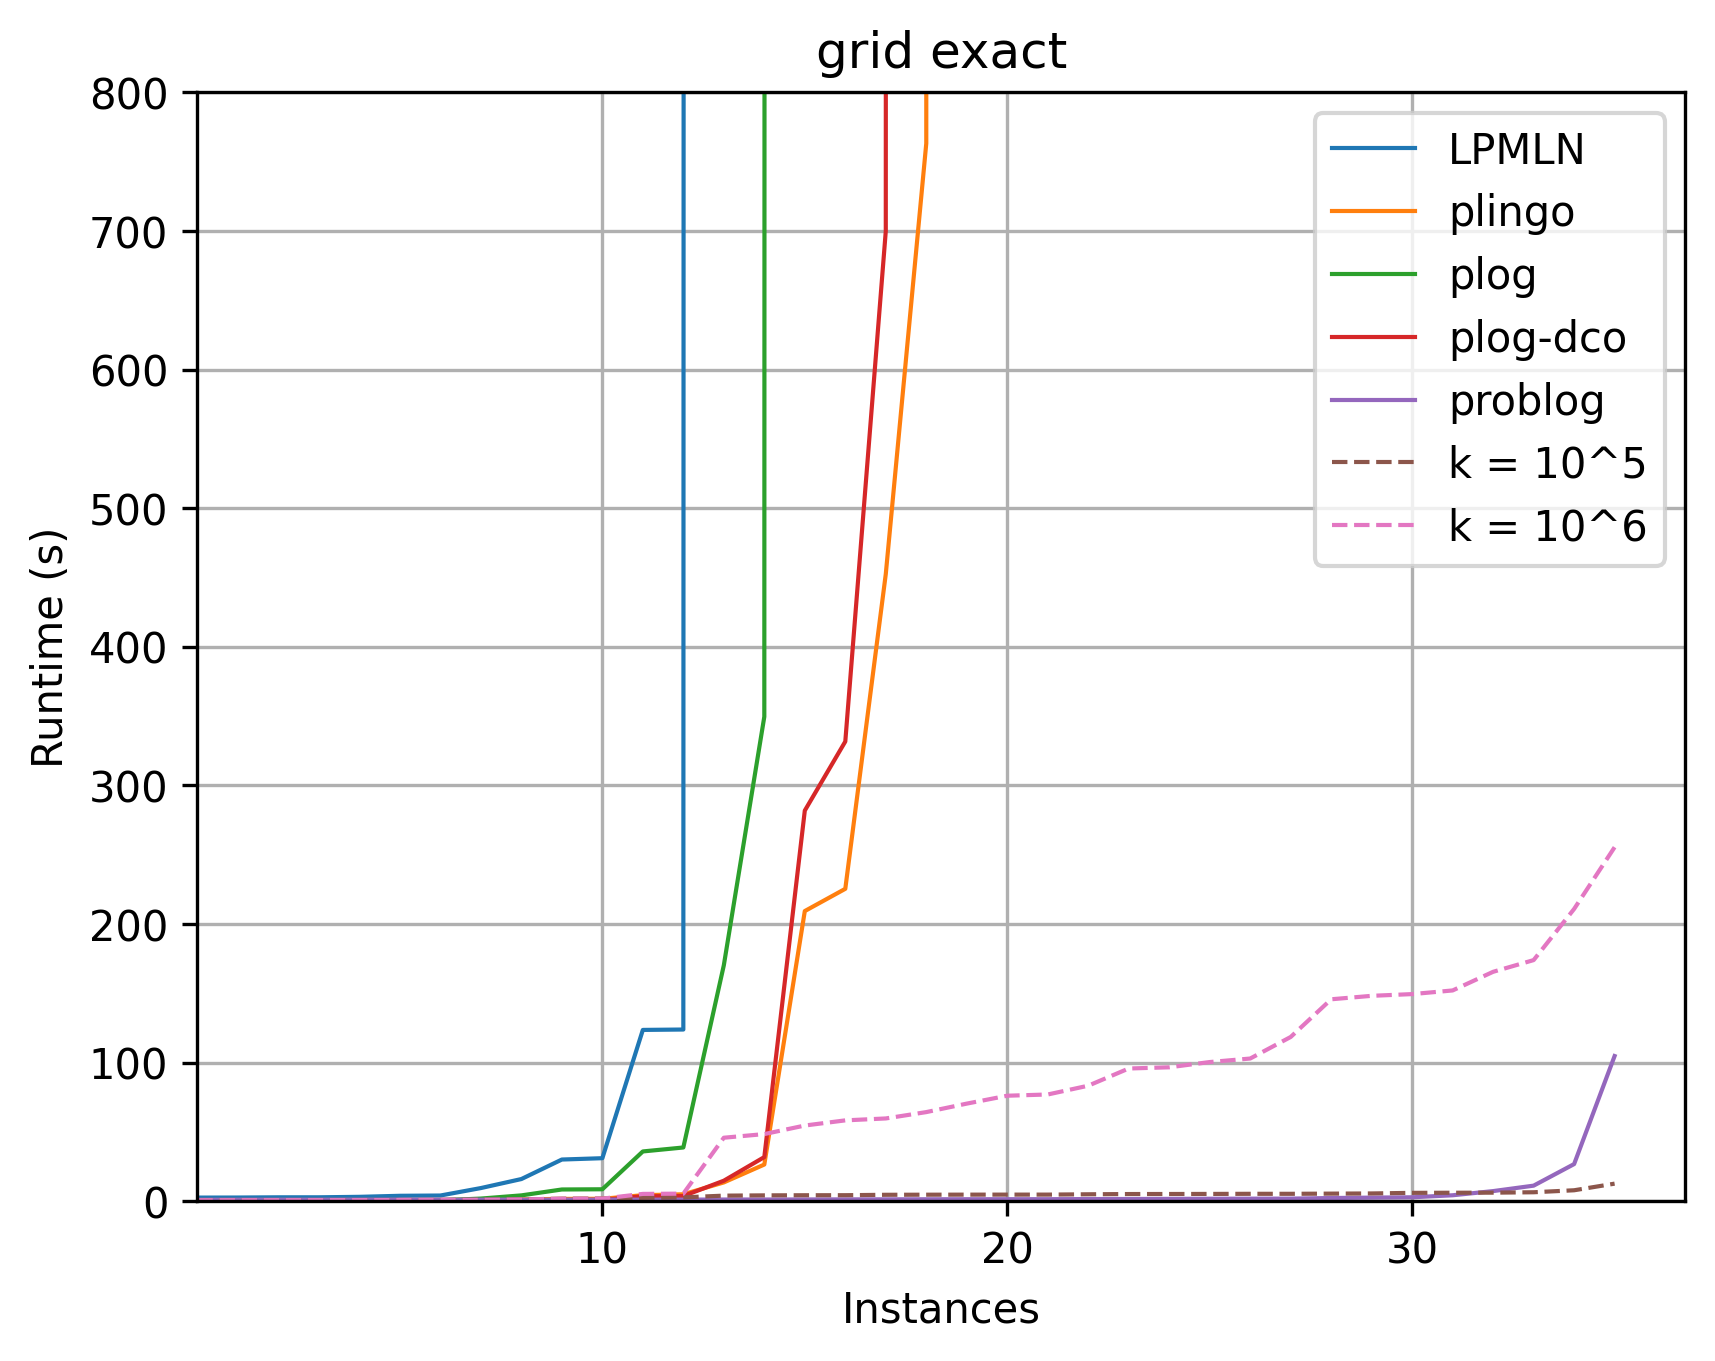 grid exact
800
700
600
500
400
300
200
100
0
Runtime (s)
10
20
30
Instances
LPMLN
plingo
plog
plog-dco
problog
k = 10^5
k = 10^6